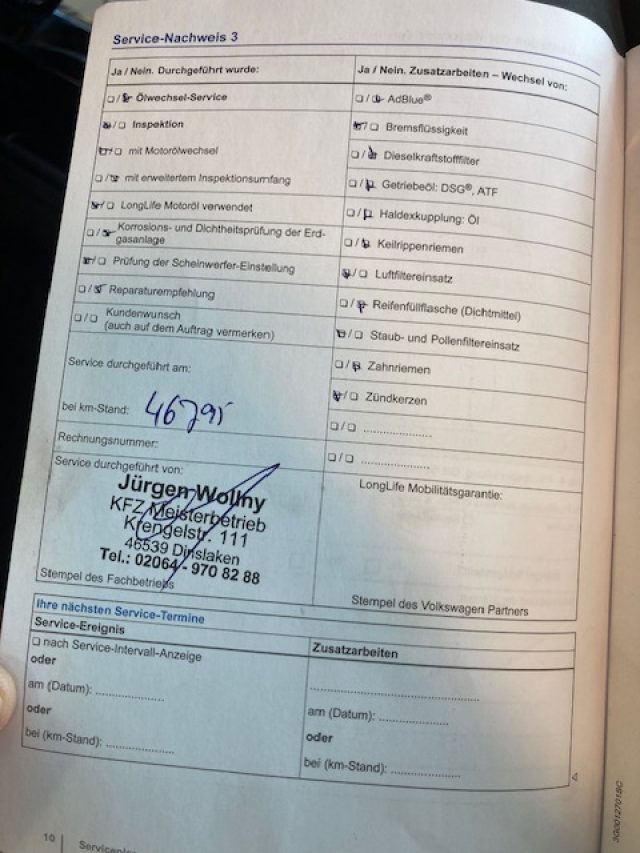 Service-Nachweis 3
Ja / Nein. Durchgeführt wurde:
❑ / ❑ Ölwechsel-Service
❑ / ❑ Inspektion
❑ / ❑ mit Motorölwechsel
❑ / ❑ mit erweitertem Inspektionsumfang
❑ / ❑ LongLife Motoröl verwendet
❑ / ❑ Korrosions- und Dichtheitsprüfung der Erd-
gasanlage
❑ / ❑ Prüfung der Scheinwerfer-Einstellung
❑ / ❑ Reparaturempfehlung
❑ / ❑ Kundenwunsch
(auch auf dem Auftrag vermerken)
Service durchgeführt am:
bei km-Stand: 46795
Rechnungsnummer:
Service durchgeführt von:
Jürgen Wollny
KFZ Meisterbetrieb
Krengelstr. 111
46539 Dinslaken
Tel.: 02064 - 970 82 88
Stempel des Fachbetriebs
Ja / Nein. Zusatzarbeiten – Wechsel von:
❑ / ❑ AdBlue®
❑ / ❑ Bremsflüssigkeit
❑ / ❑ Dieselkraftstofffilter
❑ / ❑ Getriebeöl: DSG®, ATF
❑ / ❑ Haldexkupplung: Öl
❑ / ❑ Keilrippenriemen
❑ / ❑ Luftfiltereinsatz
❑ / ❑ Reifenfüllflasche (Dichtmittel)
❑ / ❑ Staub- und Pollenfiltereinsatz
❑ / ❑ Zahnriemen
❑ / ❑ Zündkerzen
❑ / ❑ ....................
❑ / ❑ ....................
LongLife Mobilitätsgarantie:
Stempel des Volkswagen Partners
Ihre nächsten Service-Termine
Service-Ereignis
❑ nach Service-Intervall-Anzeige
oder
am (Datum): ....................
oder
bei (km-Stand): ....................
Zusatzarbeiten
..................................................
am (Datum): ....................
oder
bei (km-Stand): ....................
10
3G0012701SC